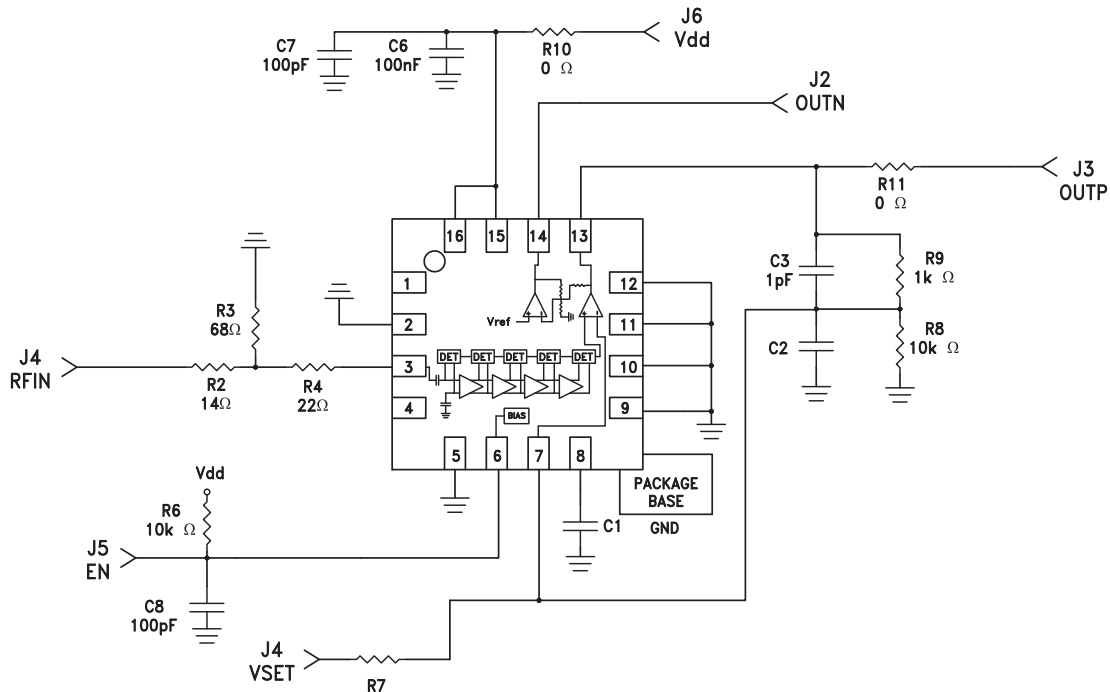 J6
Vdd
C7
100pF
C6
100nF
R10
0 Ω
J2
OUTN
J3
OUTP
R11
0 Ω
16
15
14
13
C3
1pF
R9
1k Ω
1
12
R3
68Ω
2
Vref
11
C2
R8
10k Ω
J4
RFIN
DET
DET
DET
DET
DET
3
10
R2
14Ω
R4
22Ω
4
BIAS
9
5
6
7
8
Vdd
PACKAGE
BASE
GND
R6
10k Ω
C1
J5
EN
C8
100pF
J4
VSET
R7